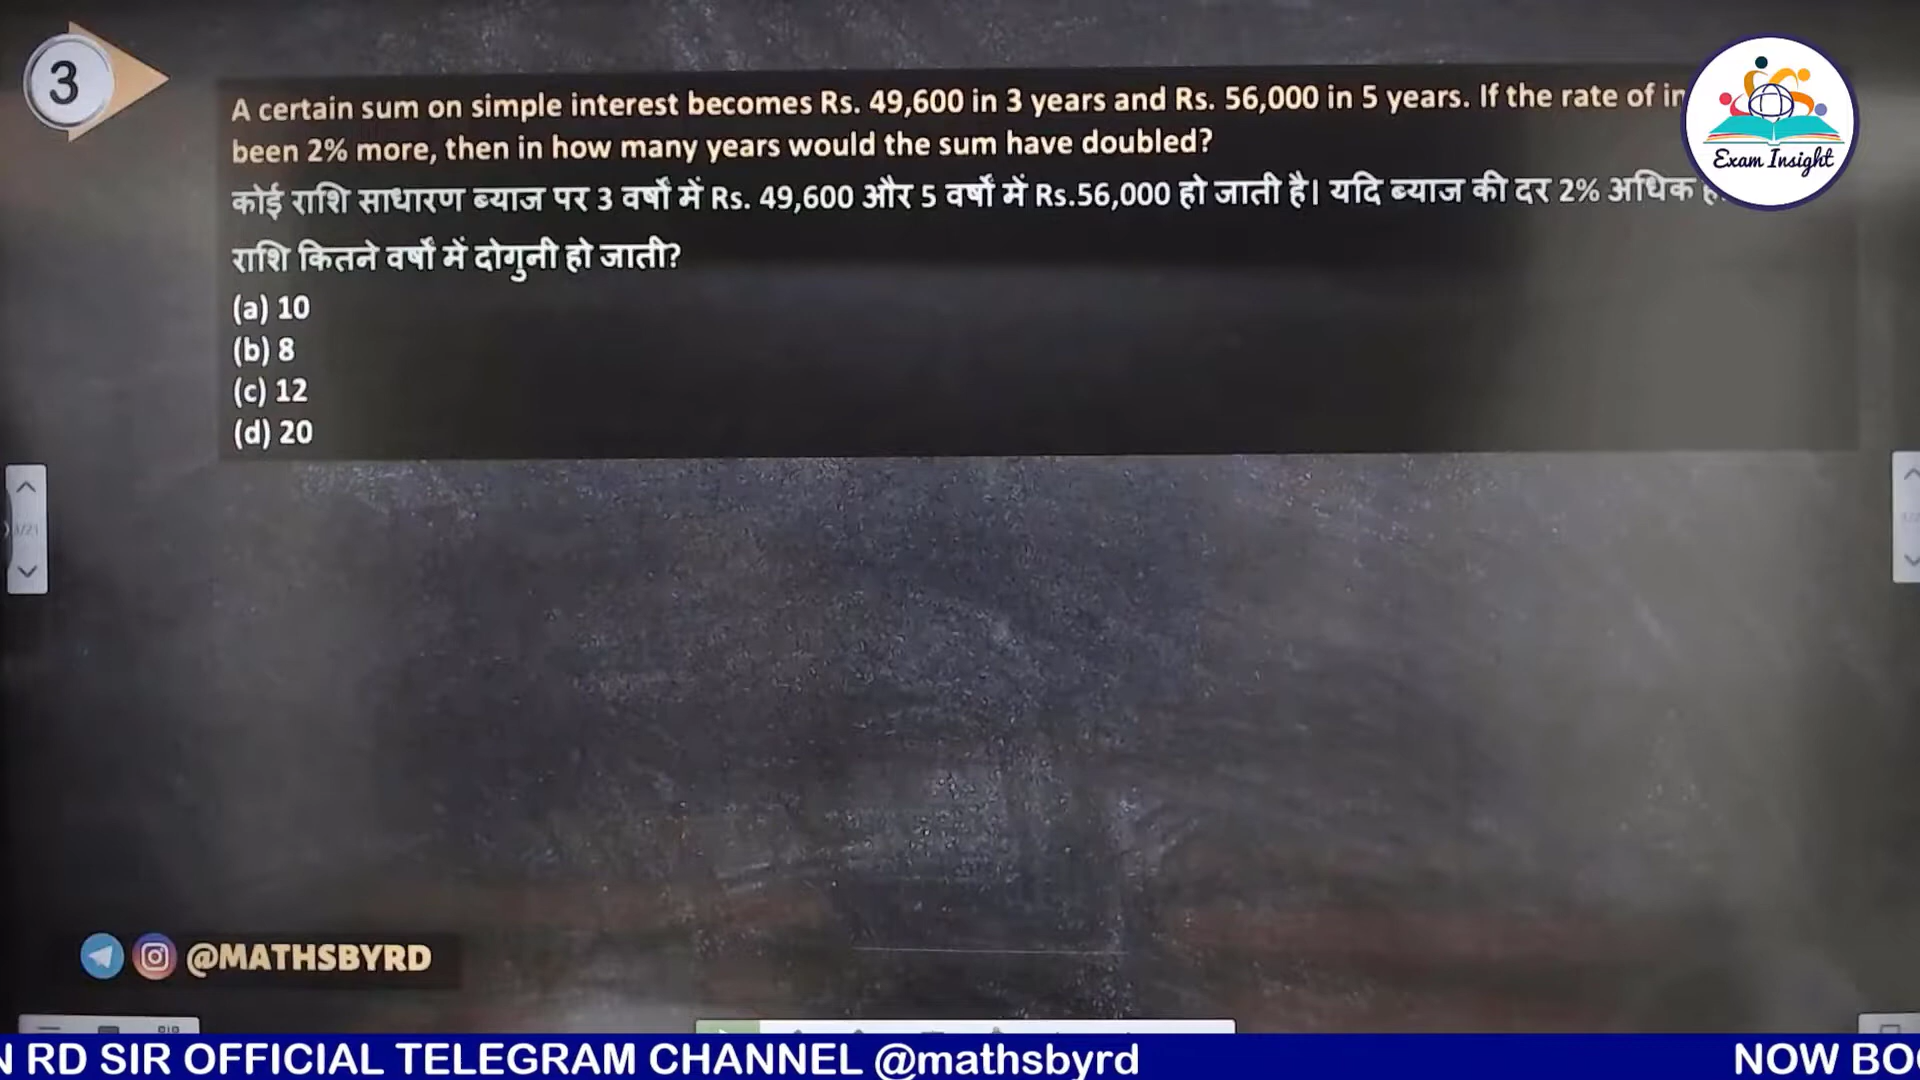 3
A certain sum on simple interest becomes Rs. 49,600 in 3 years and Rs. 56,000 in 5 years. If the rate of
been 2% more, then in how many years would the sum have doubled?
कोई राशि साधारण ब्याज पर 3 वर्षों में Rs. 49,600 और 5 वर्षों में Rs.56,000 हो जाती है। यदि ब्याज की दर 2% अधिक
राशि कितने वर्षों में दोगुनी हो जाती?
(a) 10
(b) 8
(c) 12
(d) 20
Exam Insight
3/21
@MATHSBYRD
N RD SIR OFFICIAL TELEGRAM CHANNEL @mathsbyrd
NOW